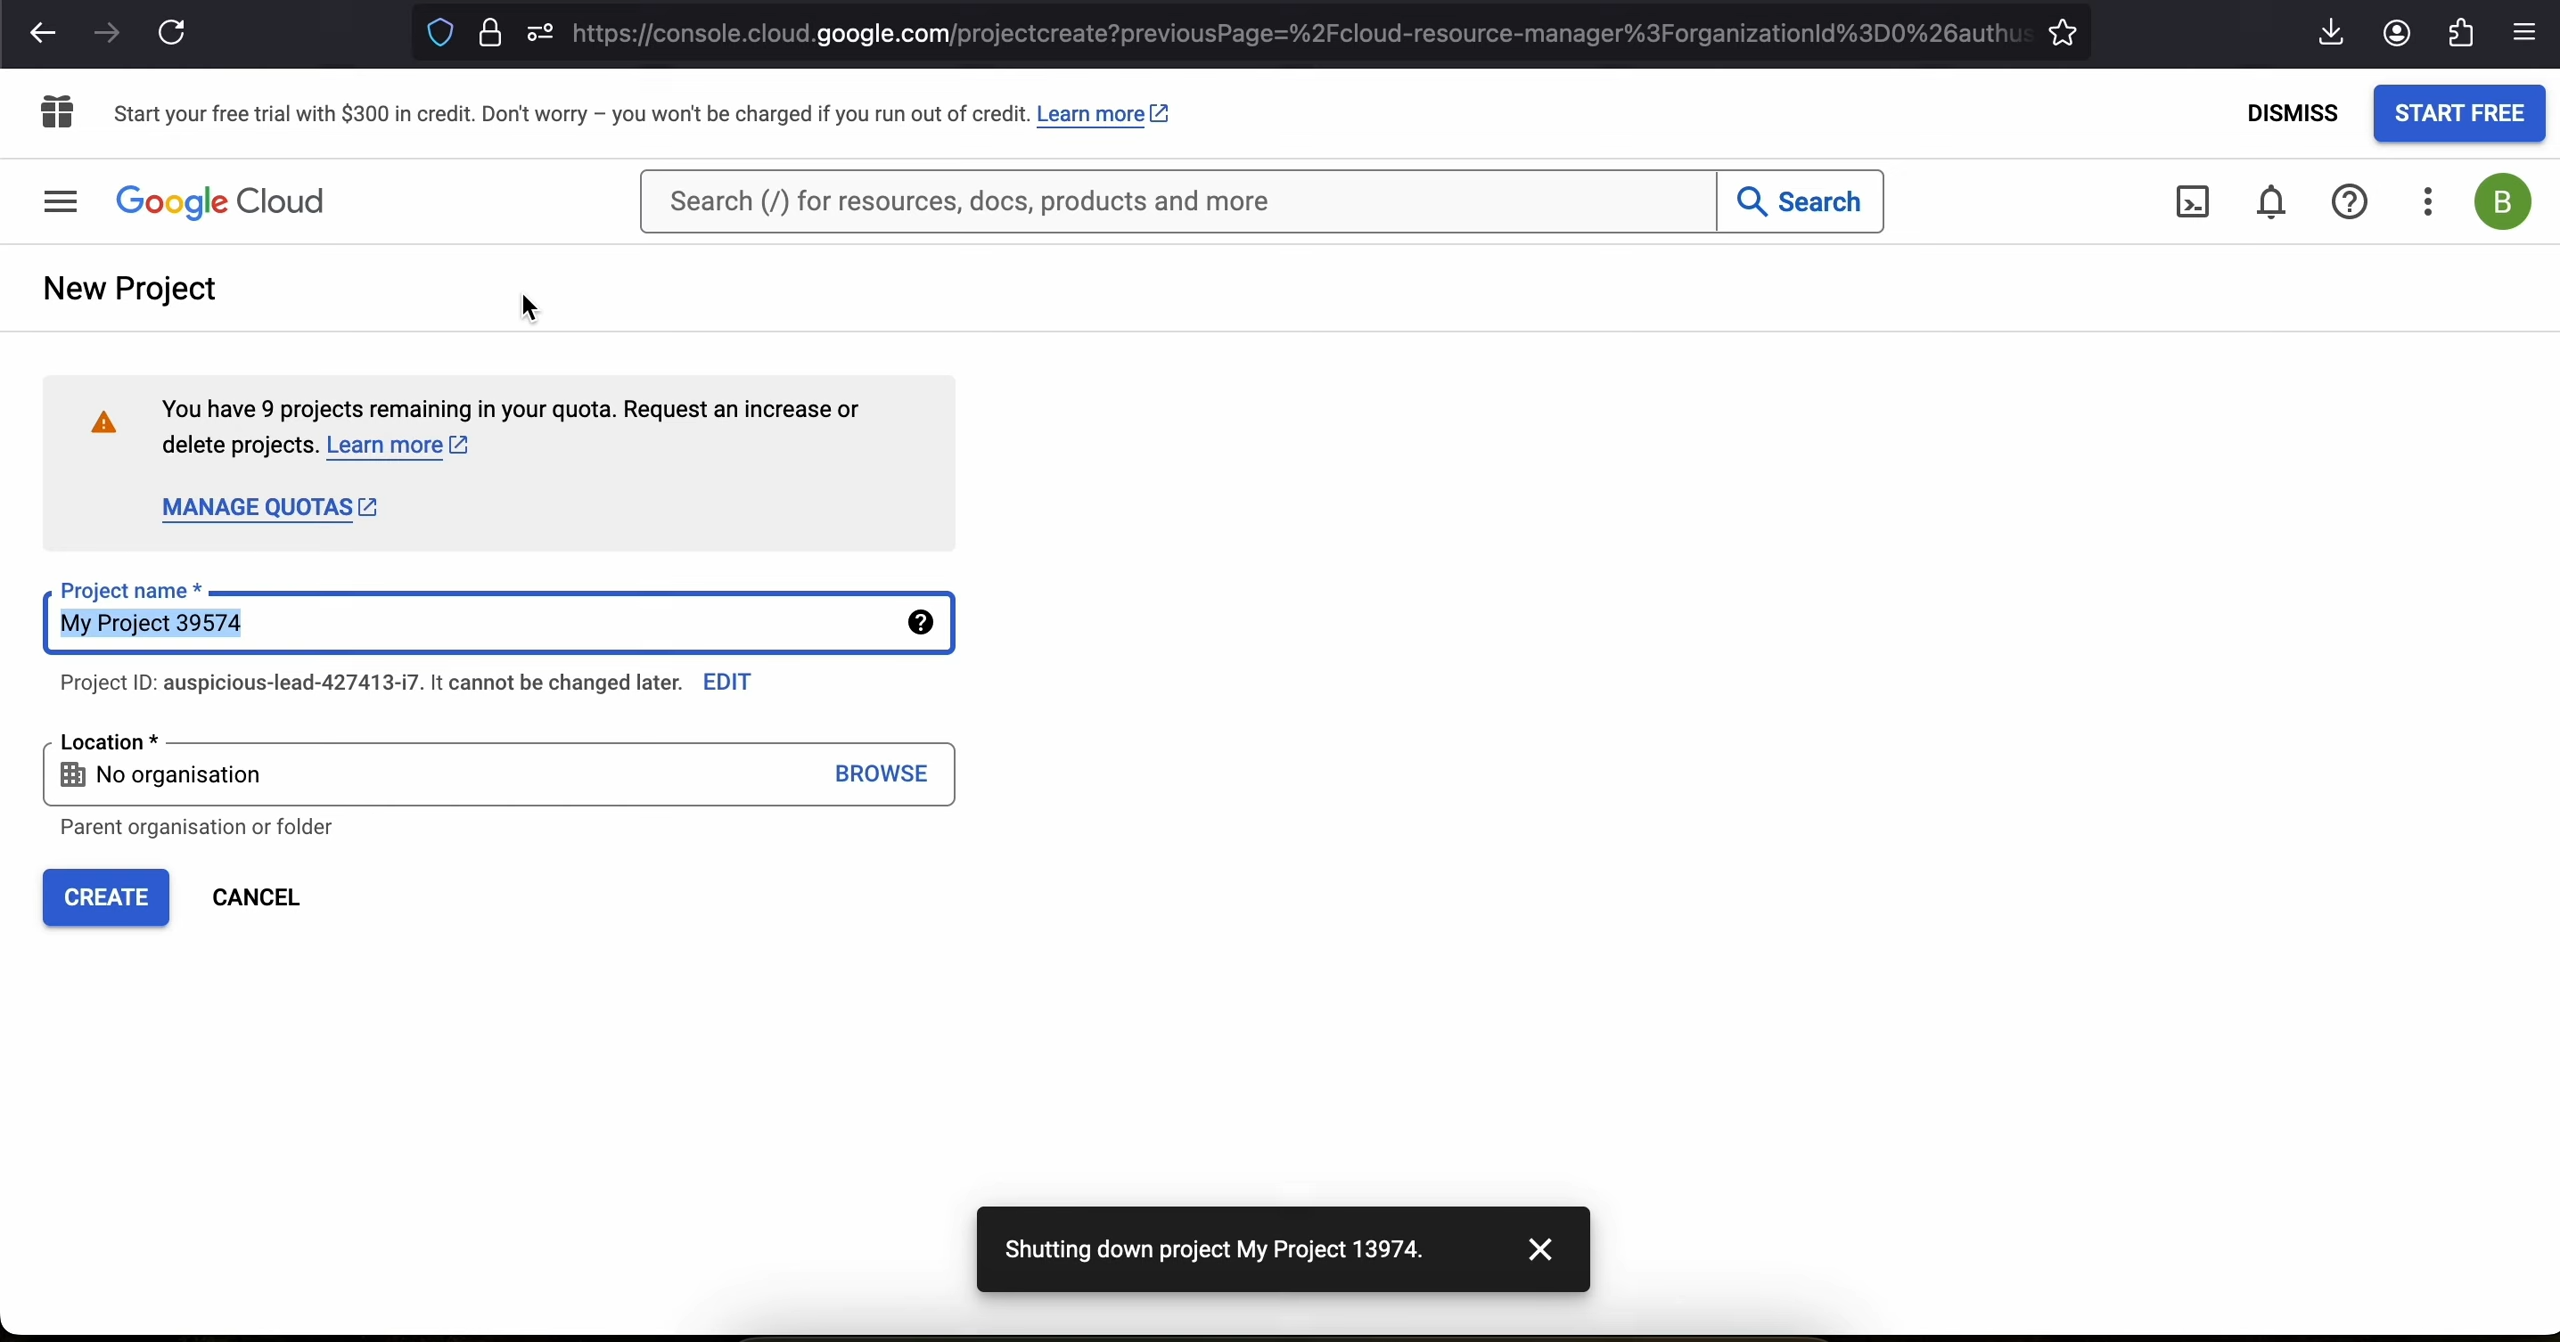 https://console.cloud.google.com/projectcreate?previousPage=%2Fcloud-resource-manager%3ForganizationId%3D0%26authus
Start your free trial with $300 in credit. Don't worry – you won't be charged if you run out of credit. Learn more
DISMISS
START FREE
Google Cloud
Search (/) for resources, docs, products and more
Search
B
New Project
You have 9 projects remaining in your quota. Request an increase or
delete projects. Learn more
MANAGE QUOTAS
Project name *
My Project 39574
Project ID: auspicious-lead-427413-i7. It cannot be changed later. EDIT
Location *
No organisation
BROWSE
Parent organisation or folder
CREATE
CANCEL
Shutting down project My Project 13974.